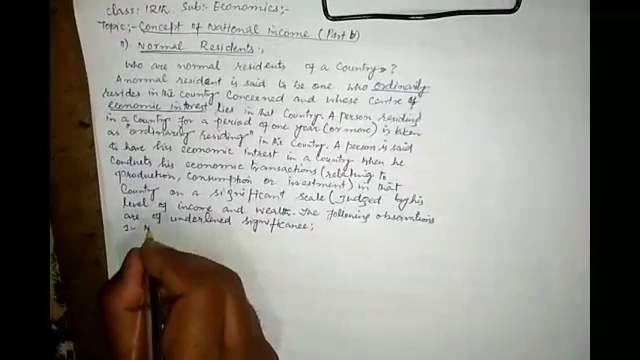 class: 12th Sub:- Economics;-
Topic;- Concept of National Income (Part b)
Normal Residents:,
Who are normal residents of a Country->?
A normal resident is said to be one who ordinarily
resides in the country Concerned and whose centre of
economic interest lies in that Country. A person residing
in a Country for a period of one year (or more) is taken
as "ordinarily residing" in the Country. A person is said
to have his economic interest in a country when he
conducts his economic transactions (relating to
production, Consumption or investment) in that
County on a significant scale (Judged by his
level of income and wealth. The following observations
are of underlined significance;